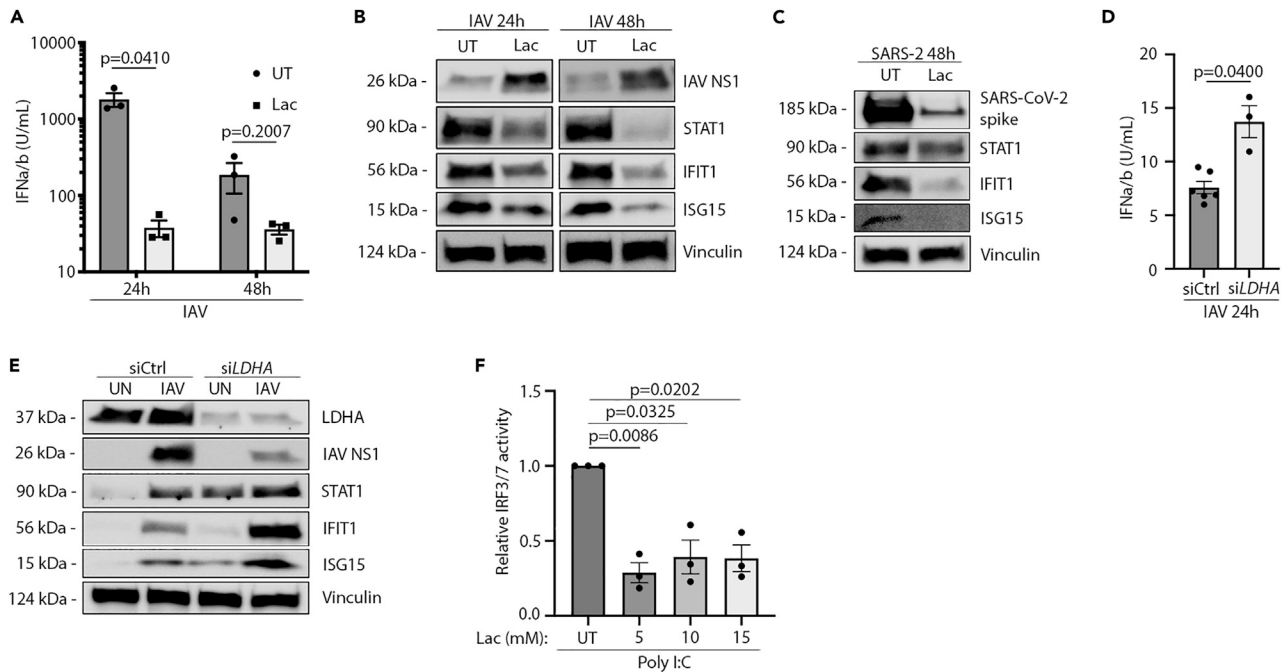 A
IFNa/b (U/mL)
10000
1000
100
10
p=0.0410
p=0.2007
UT
Lac
24h
48h
IAV
B
IAV 24h
IAV 48h
UT
Lac
UT
Lac
26 kDa -
IAV NS1
90 kDa -
STAT1
56 kDa -
IFIT1
15 kDa -
ISG15
124 kDa -
Vinculin
C
SARS-2 48h
UT
Lac
185 kDa -
SARS-CoV-2
spike
90 kDa -
STAT1
56 kDa -
IFIT1
15 kDa -
ISG15
124 kDa -
Vinculin
D
IFNa/b (U/mL)
20
15
10
5
0
p=0.0400
siCtrl
siLDHA
IAV 24h
E
siCtrl
siLDHA
UN
IAV
UN
IAV
37 kDa -
LDHA
26 kDa -
IAV NS1
90 kDa -
STAT1
56 kDa -
IFIT1
15 kDa -
ISG15
124 kDa -
Vinculin
F
Relative IRF3/7 activity
1.5
1.0
0.5
0.0
p=0.0202
p=0.0325
p=0.0086
Lac (mM):
UT
5
10
15
Poly I:C